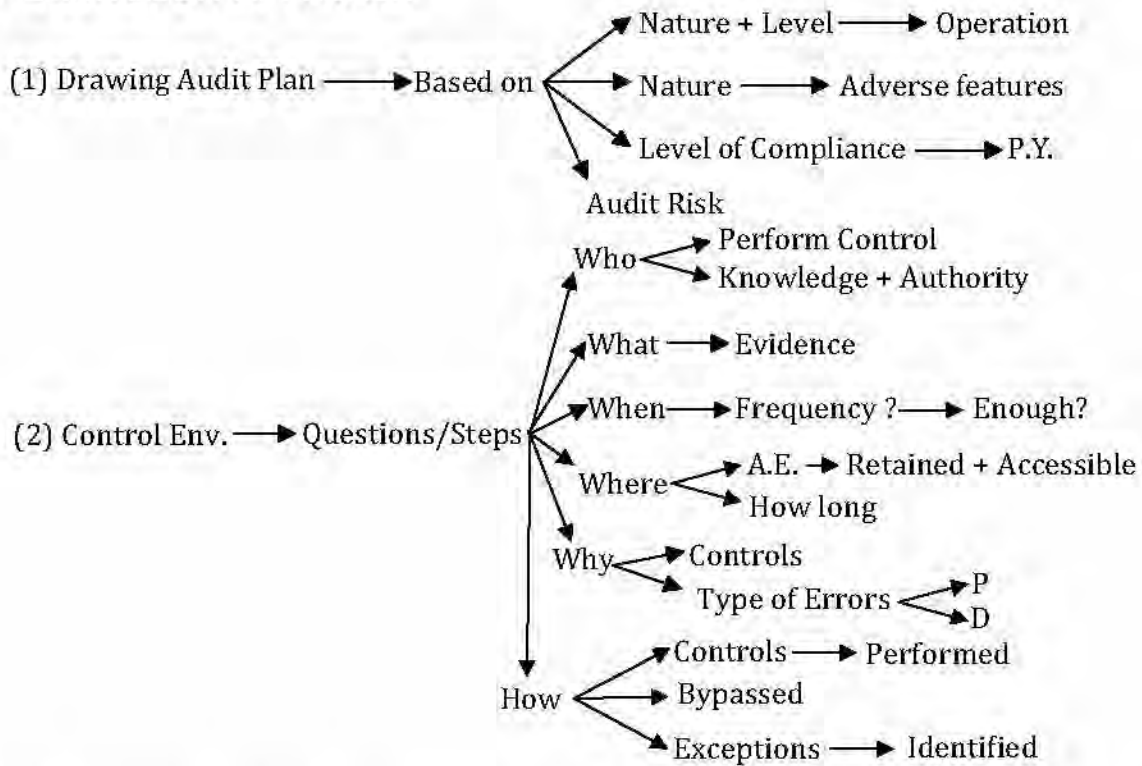 Nature + Level Operation
(1) Drawing Audit Plan Based on Nature Adverse features
Level of Compliance P.Y.
Audit Risk
Who Perform Control
Knowledge + Authority
What Evidence
When Frequency ? Enough?
(2) Control Env. Questions/Steps
Where A.E. Retained + Accessible
How long
Why Controls
Type of Errors P
D
Controls Performed
How Bypassed
Exceptions Identified